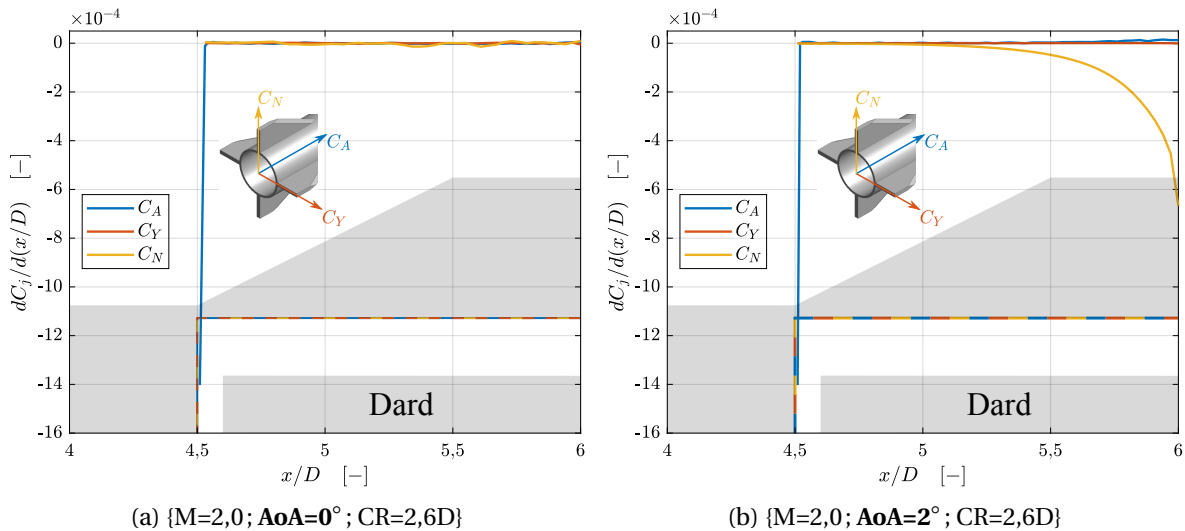 ×10⁻⁴
0
-2
-4
-6
-8
-10
-12
-14
-16
dC_j/d(x/D) [−]
4
4,5
5
5,5
6
x/D [−]
C_A
C_Y
C_N
C_N
C_A
C_Y
Dard
(a) {M=2,0 ; AoA=0° ; CR=2,6D}
×10⁻⁴
0
-2
-4
-6
-8
-10
-12
-14
-16
dC_j/d(x/D) [−]
4
4,5
5
5,5
6
x/D [−]
C_A
C_Y
C_N
C_N
C_A
C_Y
Dard
(b) {M=2,0 ; AoA=2° ; CR=2,6D}